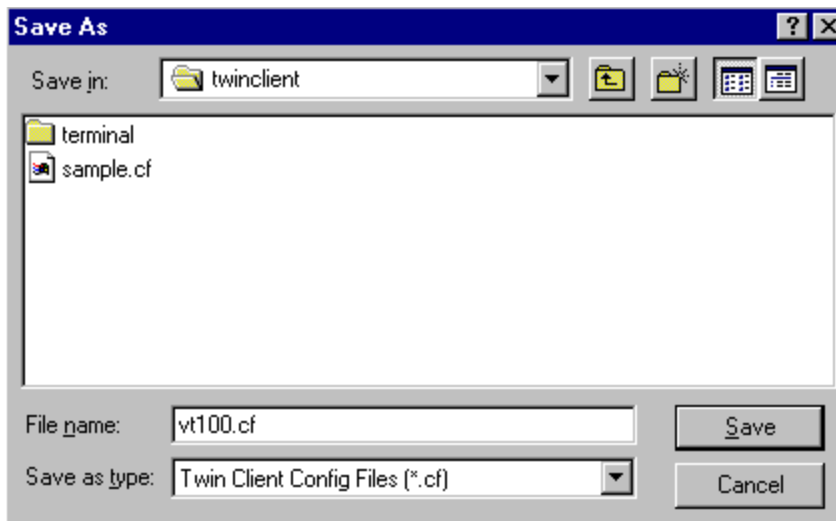 Save As
Save in: twinclient
terminal
sample.cf
File name: vt100.cf Save
Save as type: Twin Client Config Files (*.cf) Cancel